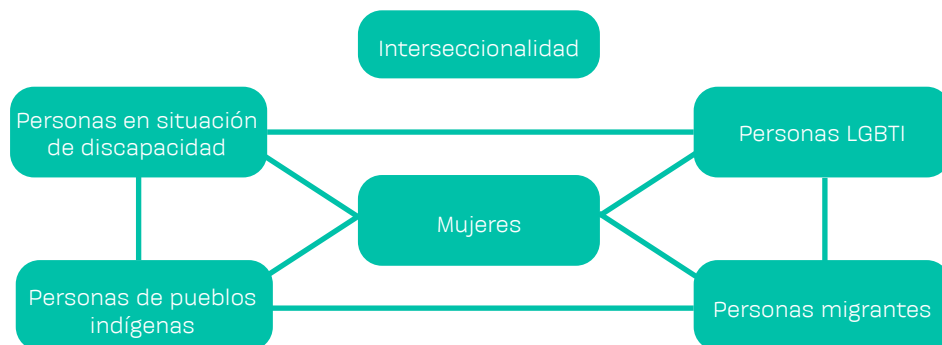 Interseccionalidad
Personas en situación
de discapacidad
Personas LGBTI
Mujeres
Personas de pueblos
indígenas
Personas migrantes